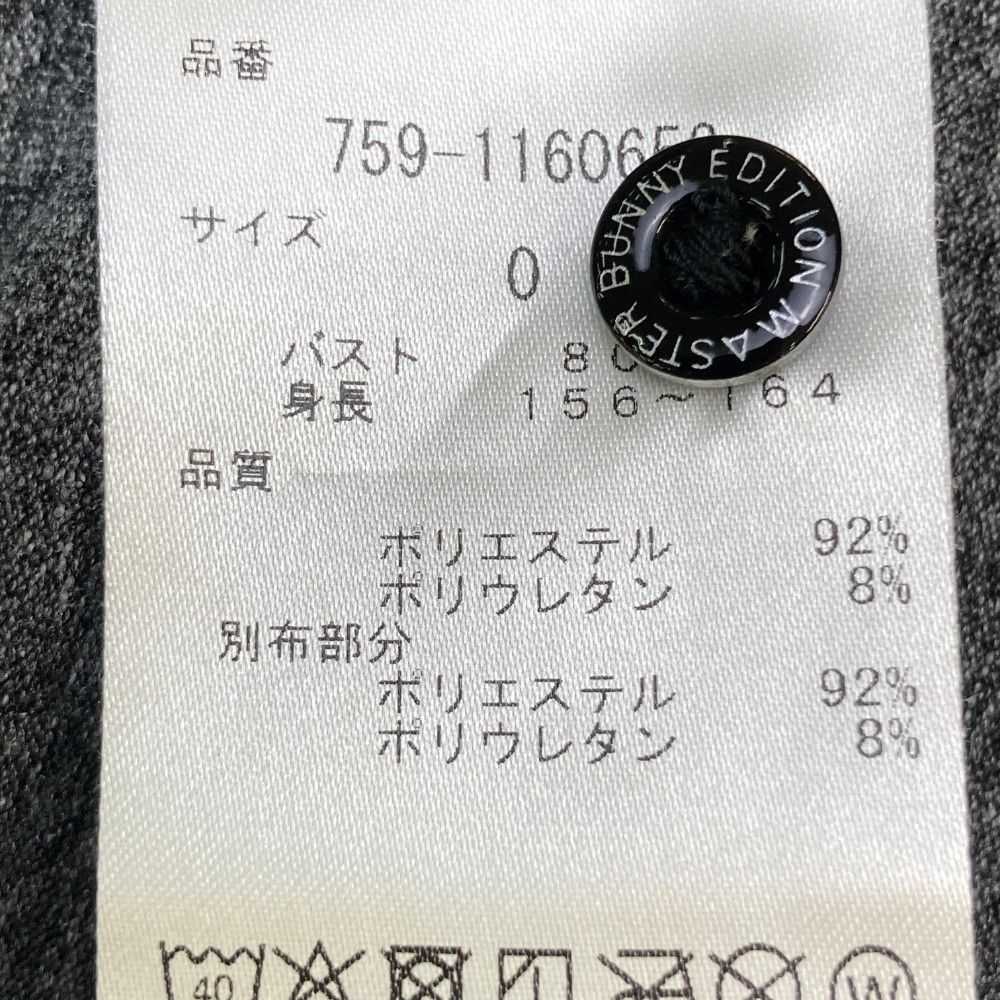 品番
759-116065
サイズ
0
バスト
身長 156~164
品質
ポリエステル 92%
ポリウレタン 8%
別布部分
ポリエステル 92%
ポリウレタン 8%
40
W
MASTER BUNNY EDITION